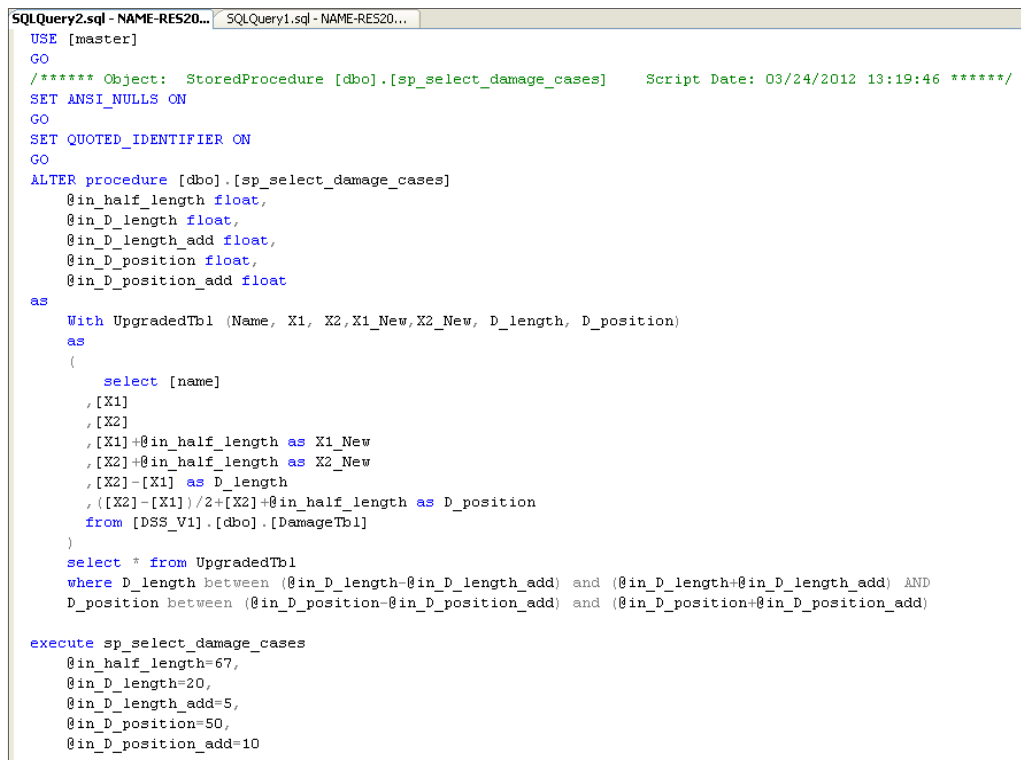 SQLQuery2.sql - NAME-RES20... SQLQuery1.sql - NAME-RES20...
USE [master]
GO
/****** Object:  StoredProcedure [dbo].[sp_select_damage_cases]    Script Date: 03/24/2012 13:19:46 ******/
SET ANSI_NULLS ON
GO
SET QUOTED_IDENTIFIER ON
GO
ALTER procedure [dbo].[sp_select_damage_cases]
    @in_half_length float,
    @in_D_length float,
    @in_D_length_add float,
    @in_D_position float,
    @in_D_position_add float
as
    With UpgradedTbl (Name, X1, X2,X1_New,X2_New, D_length, D_position)
    as
    (
        select [name]
      ,[X1]
      ,[X2]
      ,[X1]+@in_half_length as X1_New
      ,[X2]+@in_half_length as X2_New
      ,[X2]-[X1] as D_length
      ,([X2]-[X1])/2+[X2]+@in_half_length as D_position
      from [DSS_V1].[dbo].[DamageTbl]
    )
    select * from UpgradedTbl
    where D_length between (@in_D_length-@in_D_length_add) and (@in_D_length+@in_D_length_add) AND
    D_position between (@in_D_position-@in_D_position_add) and (@in_D_position+@in_D_position_add)

execute sp_select_damage_cases
    @in_half_length=67,
    @in_D_length=20,
    @in_D_length_add=5,
    @in_D_position=50,
    @in_D_position_add=10